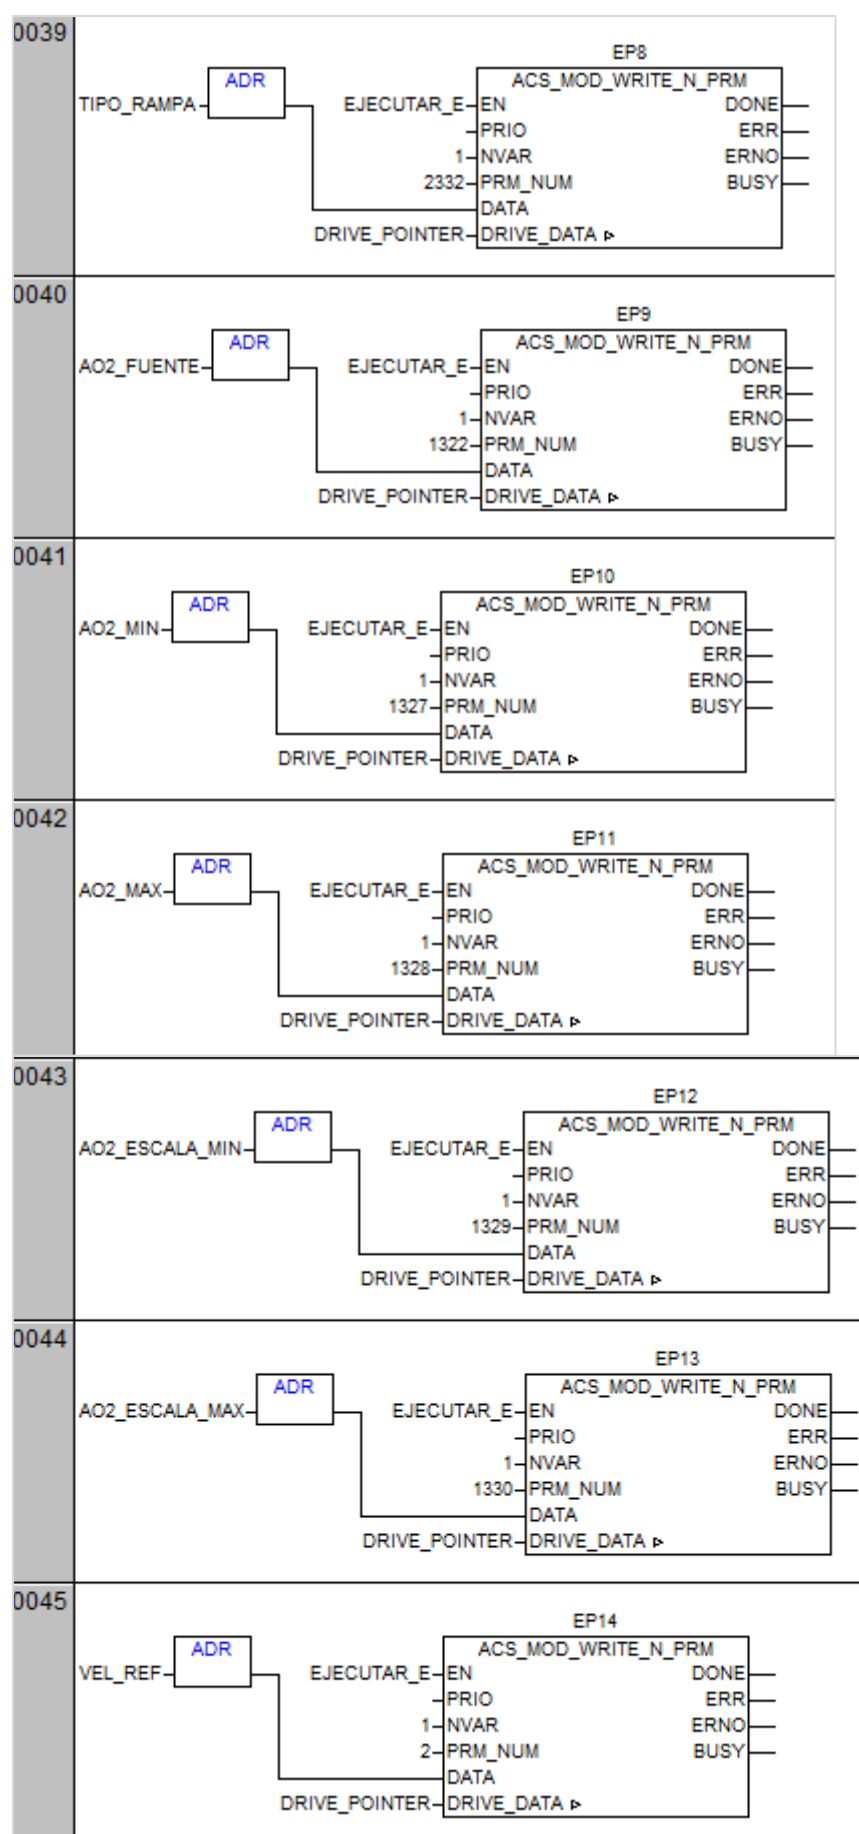 0039
EP8
ADR ACS_MOD_WRITE_N_PRM
TIPO_RAMPA EJECUTAR_E EN DONE
PRIO ERR
1 NVAR ERNO
2332 PRM_NUM BUSY
DATA
DRIVE_POINTER DRIVE_DATA
0040
EP9
ADR ACS_MOD_WRITE_N_PRM
AO2_FUENTE EJECUTAR_E EN DONE
PRIO ERR
1 NVAR ERNO
1322 PRM_NUM BUSY
DATA
DRIVE_POINTER DRIVE_DATA
0041
EP10
ADR ACS_MOD_WRITE_N_PRM
AO2_MIN EJECUTAR_E EN DONE
PRIO ERR
1 NVAR ERNO
1327 PRM_NUM BUSY
DATA
DRIVE_POINTER DRIVE_DATA
0042
EP11
ADR ACS_MOD_WRITE_N_PRM
AO2_MAX EJECUTAR_E EN DONE
PRIO ERR
1 NVAR ERNO
1328 PRM_NUM BUSY
DATA
DRIVE_POINTER DRIVE_DATA
0043
EP12
ADR ACS_MOD_WRITE_N_PRM
AO2_ESCALA_MIN EJECUTAR_E EN DONE
PRIO ERR
1 NVAR ERNO
1329 PRM_NUM BUSY
DATA
DRIVE_POINTER DRIVE_DATA
0044
EP13
ADR ACS_MOD_WRITE_N_PRM
AO2_ESCALA_MAX EJECUTAR_E EN DONE
PRIO ERR
1 NVAR ERNO
1330 PRM_NUM BUSY
DATA
DRIVE_POINTER DRIVE_DATA
0045
EP14
ADR ACS_MOD_WRITE_N_PRM
VEL_REF EJECUTAR_E EN DONE
PRIO ERR
1 NVAR ERNO
2 PRM_NUM BUSY
DATA
DRIVE_POINTER DRIVE_DATA